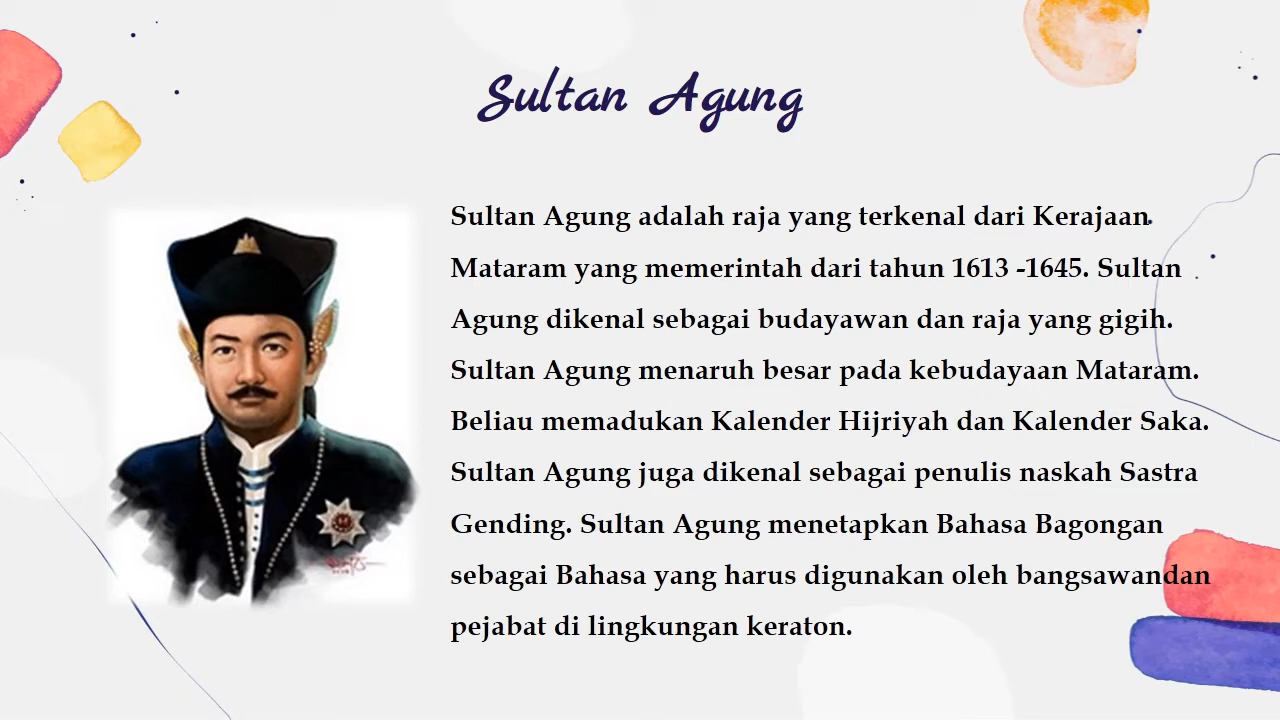 Sultan Agung
Sultan Agung adalah raja yang terkenal dari Kerajaan
Mataram yang memerintah dari tahun 1613 -1645. Sultan
Agung dikenal sebagai budayawan dan raja yang gigih.
Sultan Agung menaruh besar pada kebudayaan Mataram.
Beliau memadukan Kalender Hijriyah dan Kalender Saka.
Sultan Agung juga dikenal sebagai penulis naskah Sastra
Gending. Sultan Agung menetapkan Bahasa Bagongan
sebagai Bahasa yang harus digunakan oleh bangsawandan
pejabat di lingkungan keraton.